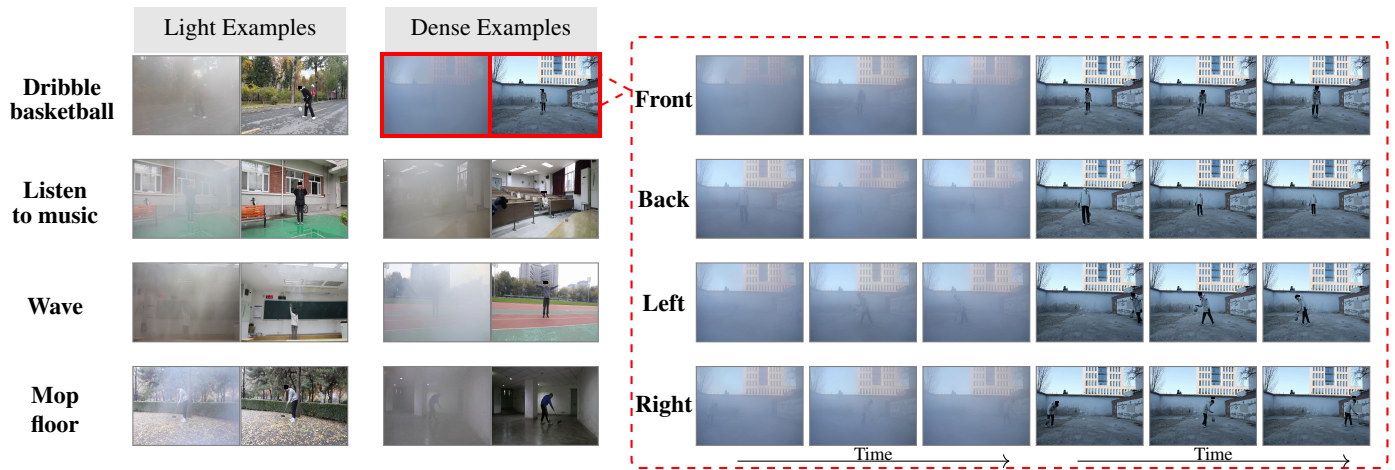 Light Examples
Dense Examples
Dribble
basketball
Listen
to music
Wave
Mop
floor
Front
Back
Left
Right
Time
Time